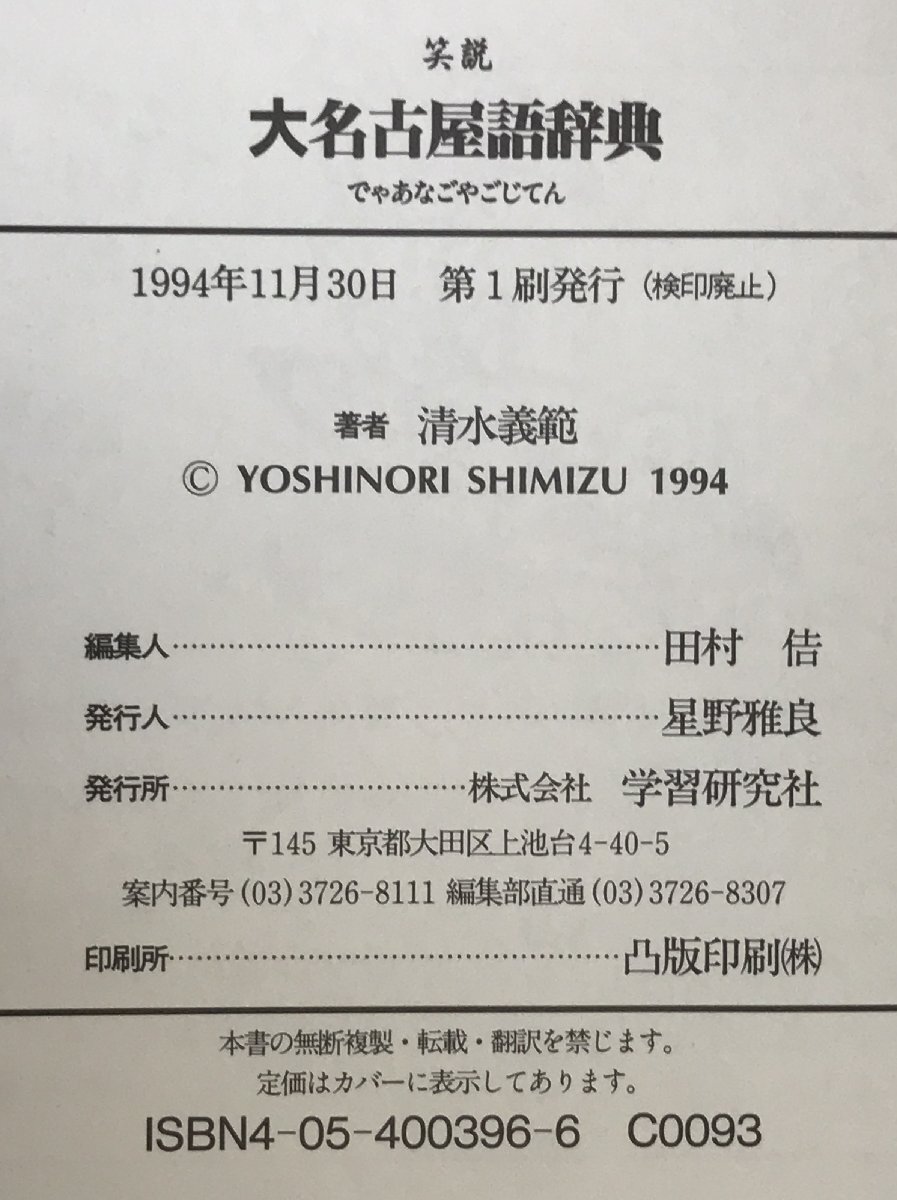 笑説
大名古屋語辞典
でゃあなごやごじてん
1994年11月30日　第1刷発行（検印廃止）
著者　清水義範
© YOSHINORI SHIMIZU 1994
編集人……………………………………………田村　佶
発行人……………………………………………星野雅良
発行所…………………………株式会社　学習研究社
〒145 東京都大田区上池台4-40-5
案内番号(03)3726-8111 編集部直通(03)3726-8307
印刷所…………………………………………凸版印刷㈱
本書の無断複製・転載・翻訳を禁じます。
定価はカバーに表示してあります。
ISBN4-05-400396-6　C0093